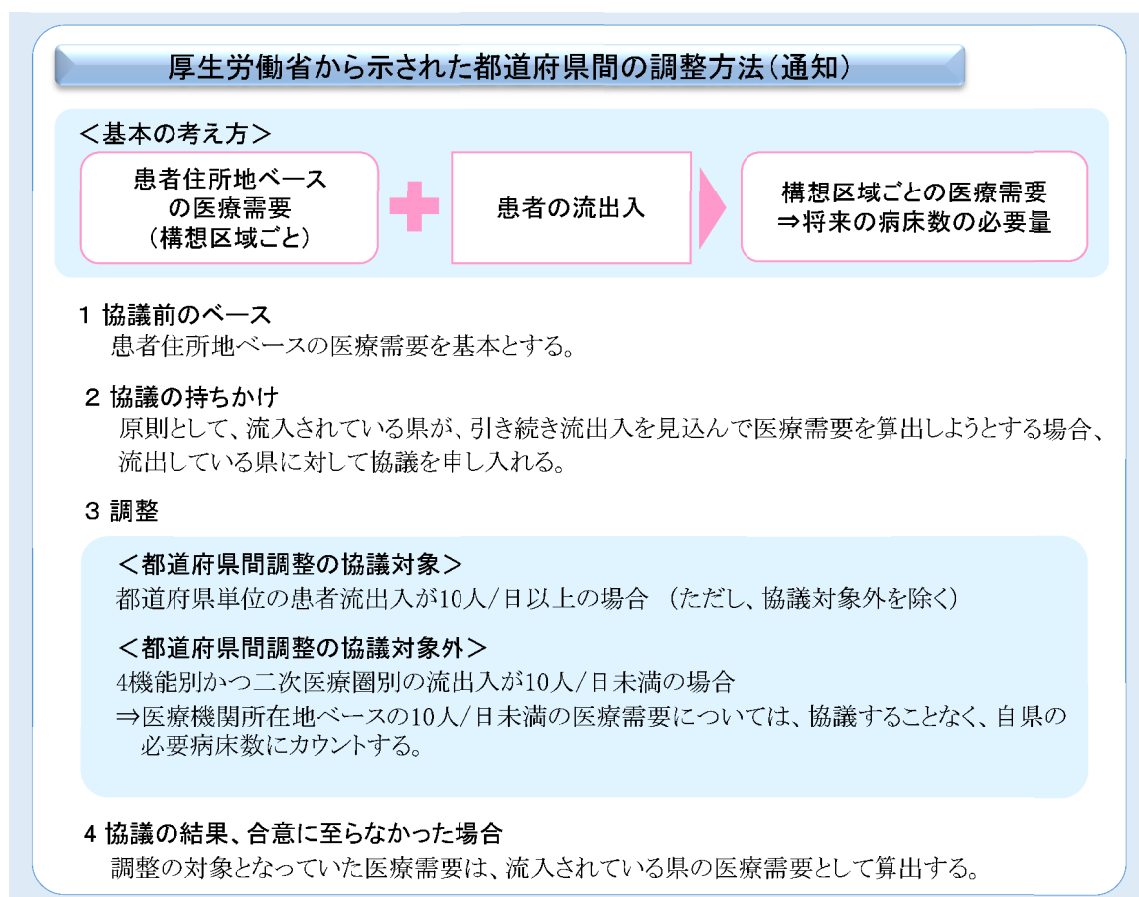 厚生労働省から示された都道府県間の調整方法(通知)
<基本の考え方>
患者住所地ベース
の医療需要
(構想区域ごと)
患者の流出入
構想区域ごとの医療需要
⇒将来の病床数の必要量
1 協議前のベース
患者住所地ベースの医療需要を基本とする。
2 協議の持ちかけ
原則として、流入されている県が、引き続き流出入を見込んで医療需要を算出しようとする場合、
流出している県に対して協議を申し入れる。
3 調整
<都道府県間調整の協議対象>
都道府県単位の患者流出入が10人/日以上の場合 (ただし、協議対象外を除く)
<都道府県間調整の協議対象外>
4機能別かつ二次医療圏別の流出入が10人/日未満の場合
⇒医療機関所在地ベースの10人/日未満の医療需要については、協議することなく、自県の
必要病床数にカウントする。
4 協議の結果、合意に至らなかった場合
調整の対象となっていた医療需要は、流入されている県の医療需要として算出する。